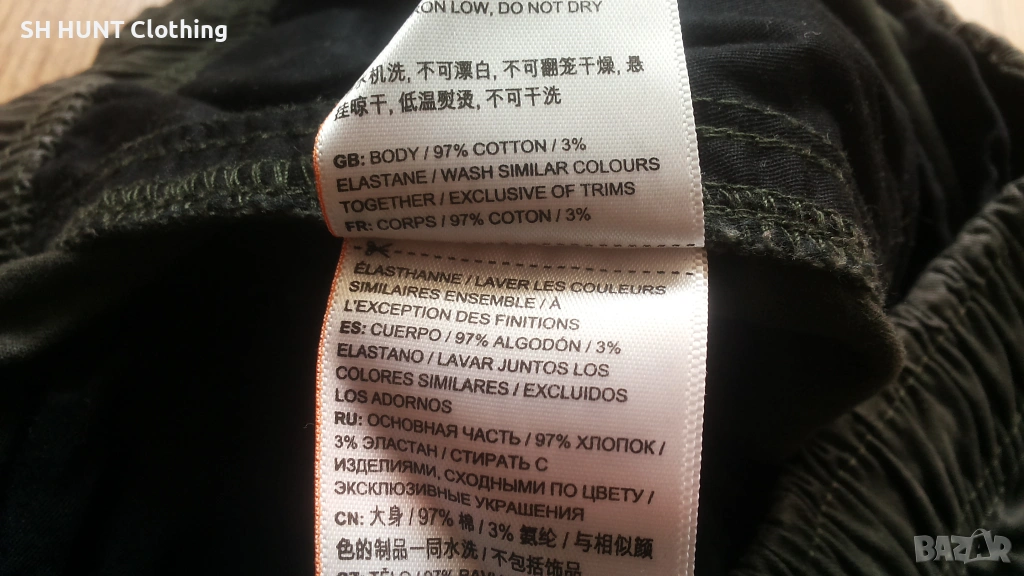 SH HUNT Clothing
ON LOW, DO NOT DRY
机洗, 不可漂白, 不可翻笼干燥, 悬
挂晾干, 低温熨烫, 不可干洗
GB: BODY / 97% COTTON / 3%
ELASTANE / WASH SIMILAR COLOURS
TOGETHER / EXCLUSIVE OF TRIMS
FR: CORPS / 97% COTON / 3%
ÉLASTHANNE / LAVER LES COULEURS
SIMILAIRES ENSEMBLE / À
L'EXCEPTION DES FINITIONS
ES: CUERPO / 97% ALGODÓN / 3%
ELASTANO / LAVAR JUNTOS LOS
COLORES SIMILARES / EXCLUIDOS
LOS ADORNOS
RU: ОСНОВНАЯ ЧАСТЬ / 97% ХЛОПОК /
3% ЭЛАСТАН / СТИРАТЬ С
ИЗДЕЛИЯМИ, СХОДНЫМИ ПО ЦВЕТУ /
ЭКСКЛЮЗИВНЫЕ УКРАШЕНИЯ
CN: 大身 / 97% 棉 / 3% 氨纶 / 与相似颜
色的制品一同水洗 / 不包括饰品
BAZAR